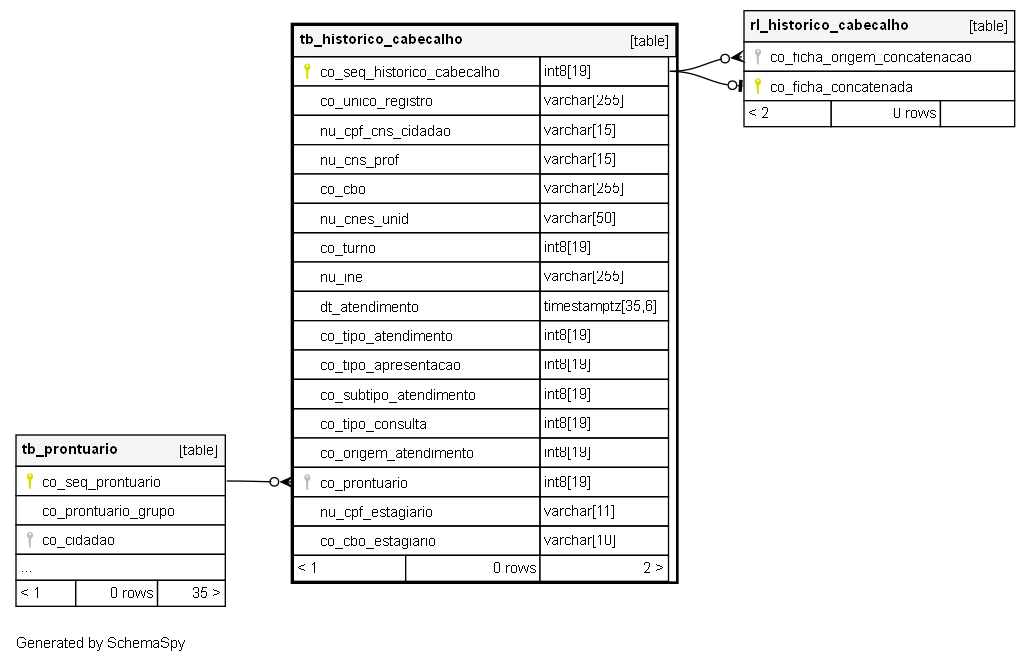 tb_historico_cabecalho [table]
co_seq_historico_cabecalho int8[19]
co_unico_registro varchar[255]
nu_cpf_cns_cidadao varchar[15]
nu_cns_prof varchar[15]
co_cbo varchar[255]
nu_cnes_unid varchar[50]
co_turno int8[19]
nu_ine varchar[255]
dt_atendimento timestamptz[35,6]
co_tipo_atendimento int8[19]
co_tipo_apresentacao int8[19]
co_subtipo_atendimento int8[19]
co_tipo_consulta int8[19]
co_origem_atendimento int8[19]
co_prontuario int8[19]
nu_cpf_estagiario varchar[11]
co_cbo_estagiario varchar[10]
< 1 0 rows 2 >
rl_historico_cabecalho [table]
co_ficha_origem_concatenacao
co_ficha_concatenada
< 2 0 rows
tb_prontuario [table]
co_seq_prontuario
co_prontuario_grupo
co_cidadao
...
< 1 0 rows 35 >
Generated by SchemaSpy